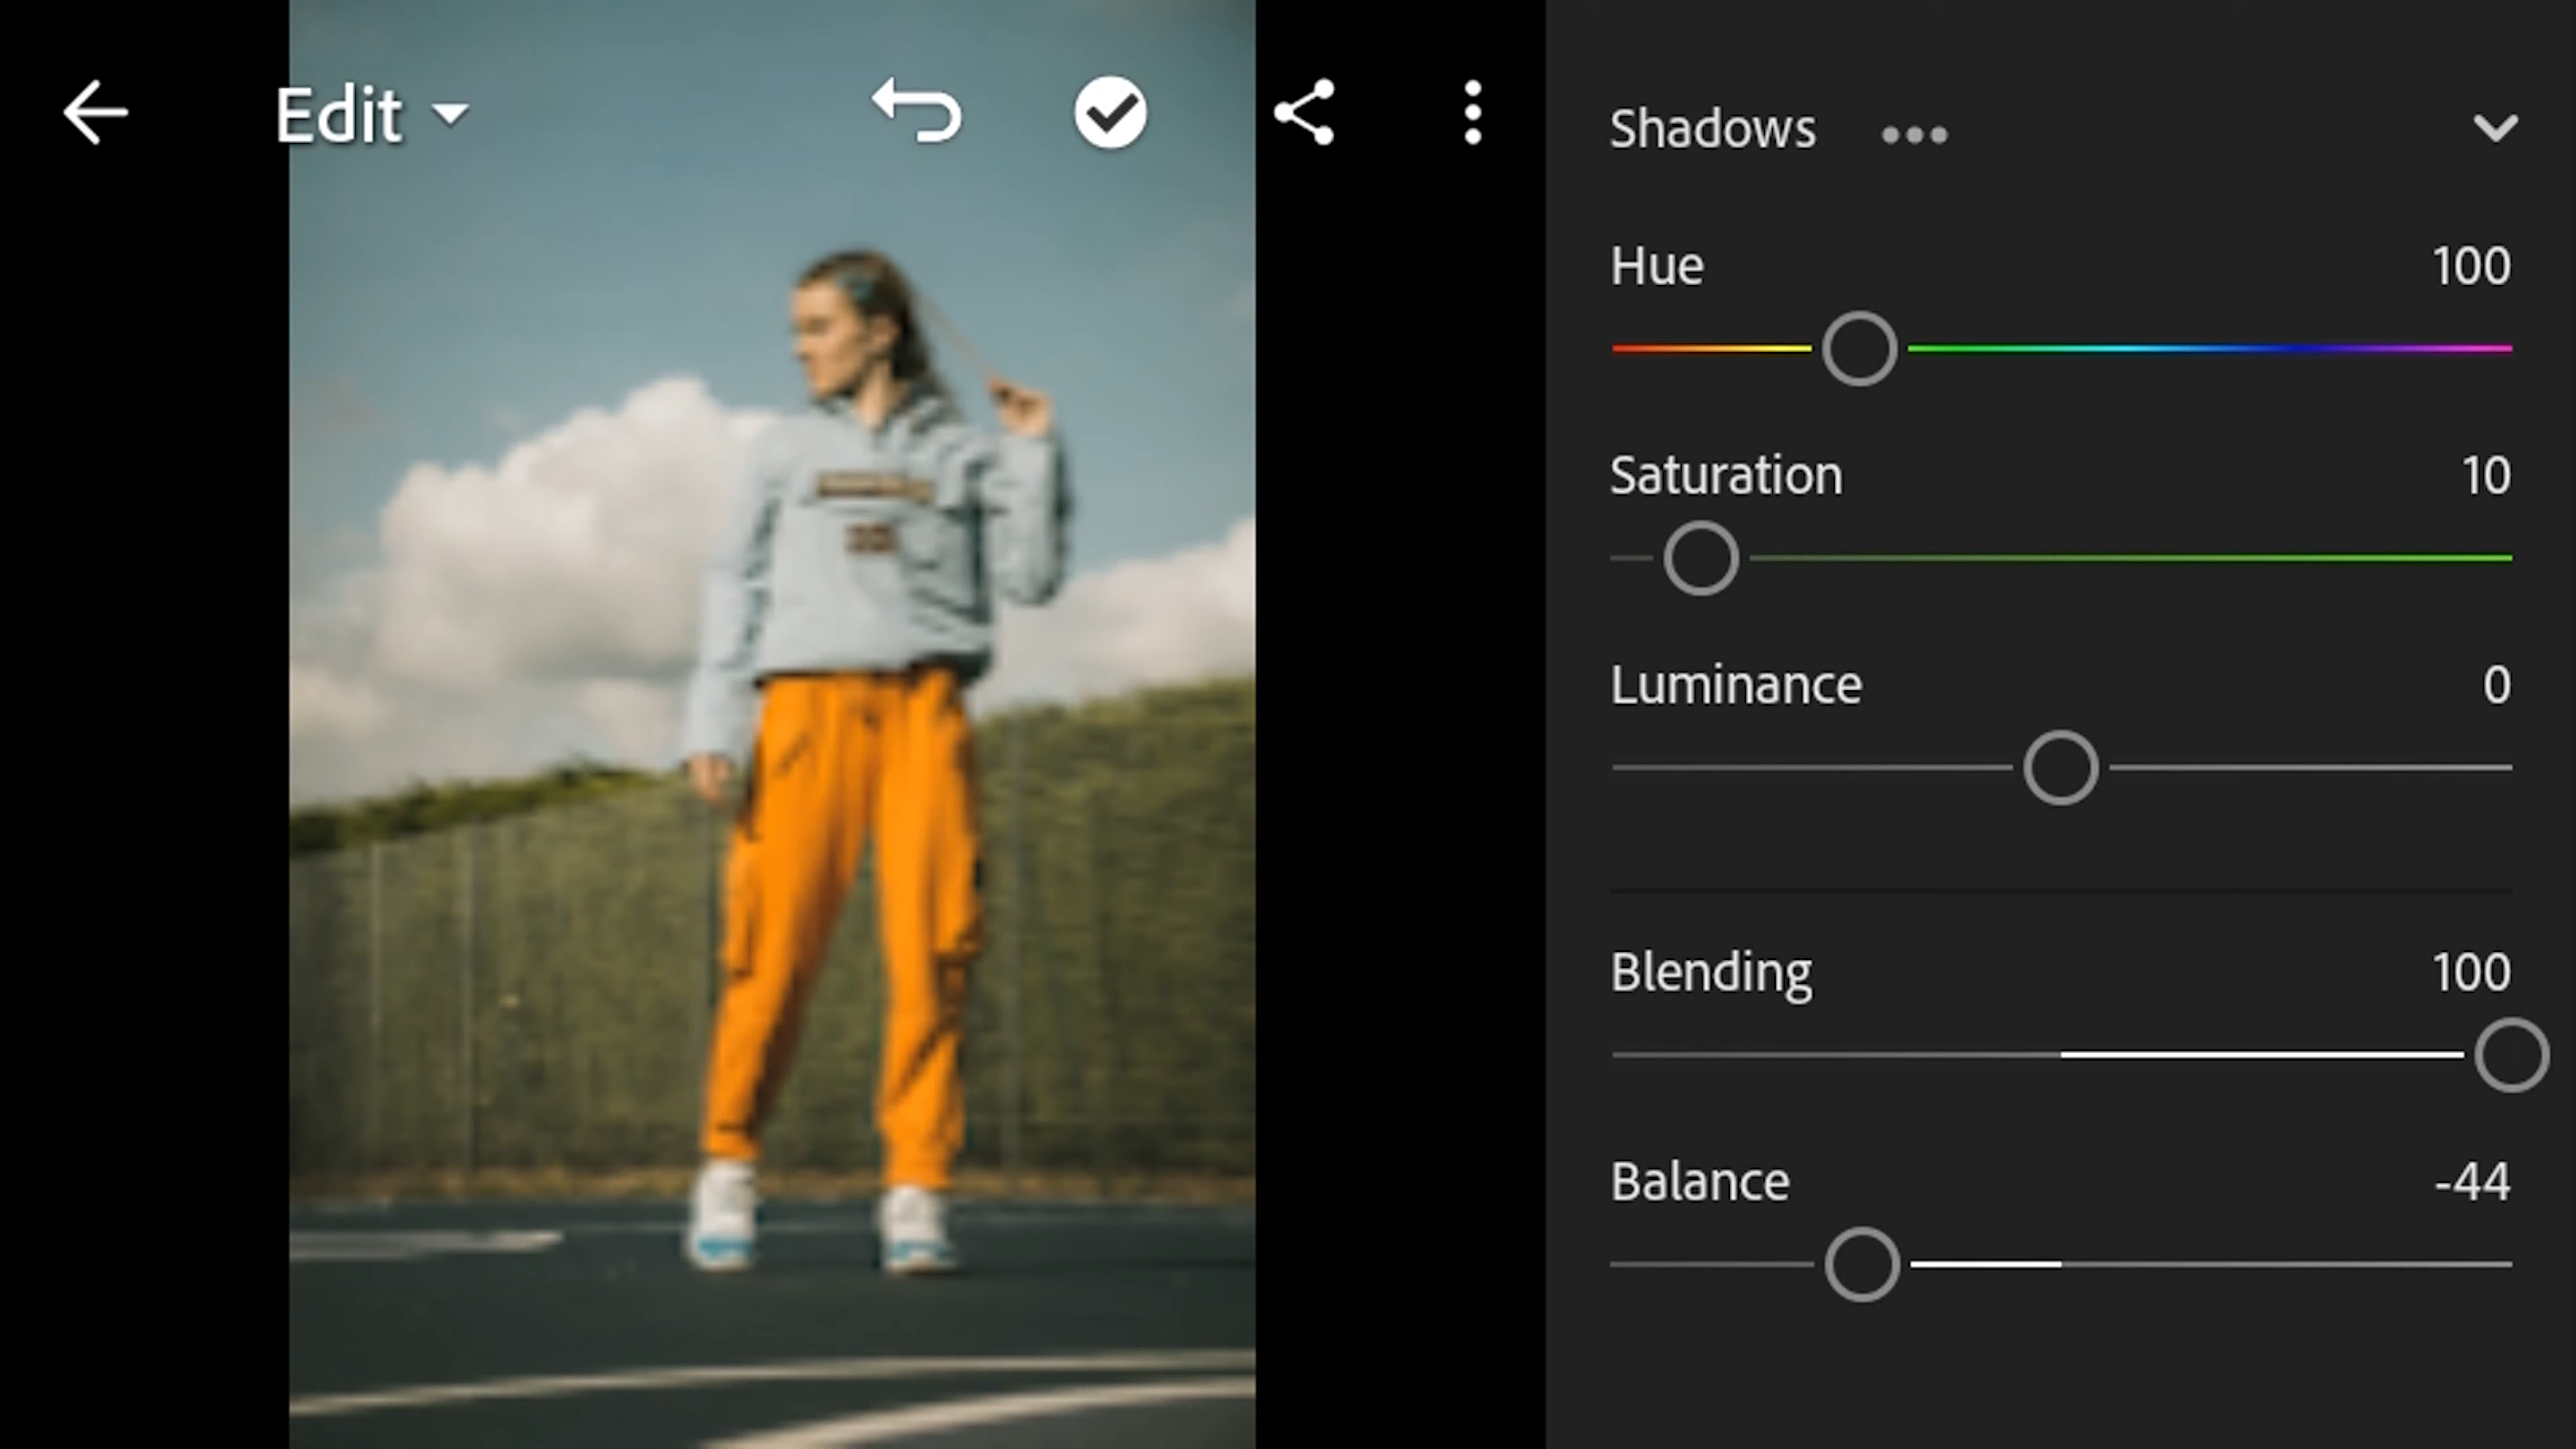 Edit
Shadows
Hue 100
Saturation 10
Luminance 0
Blending 100
Balance -44